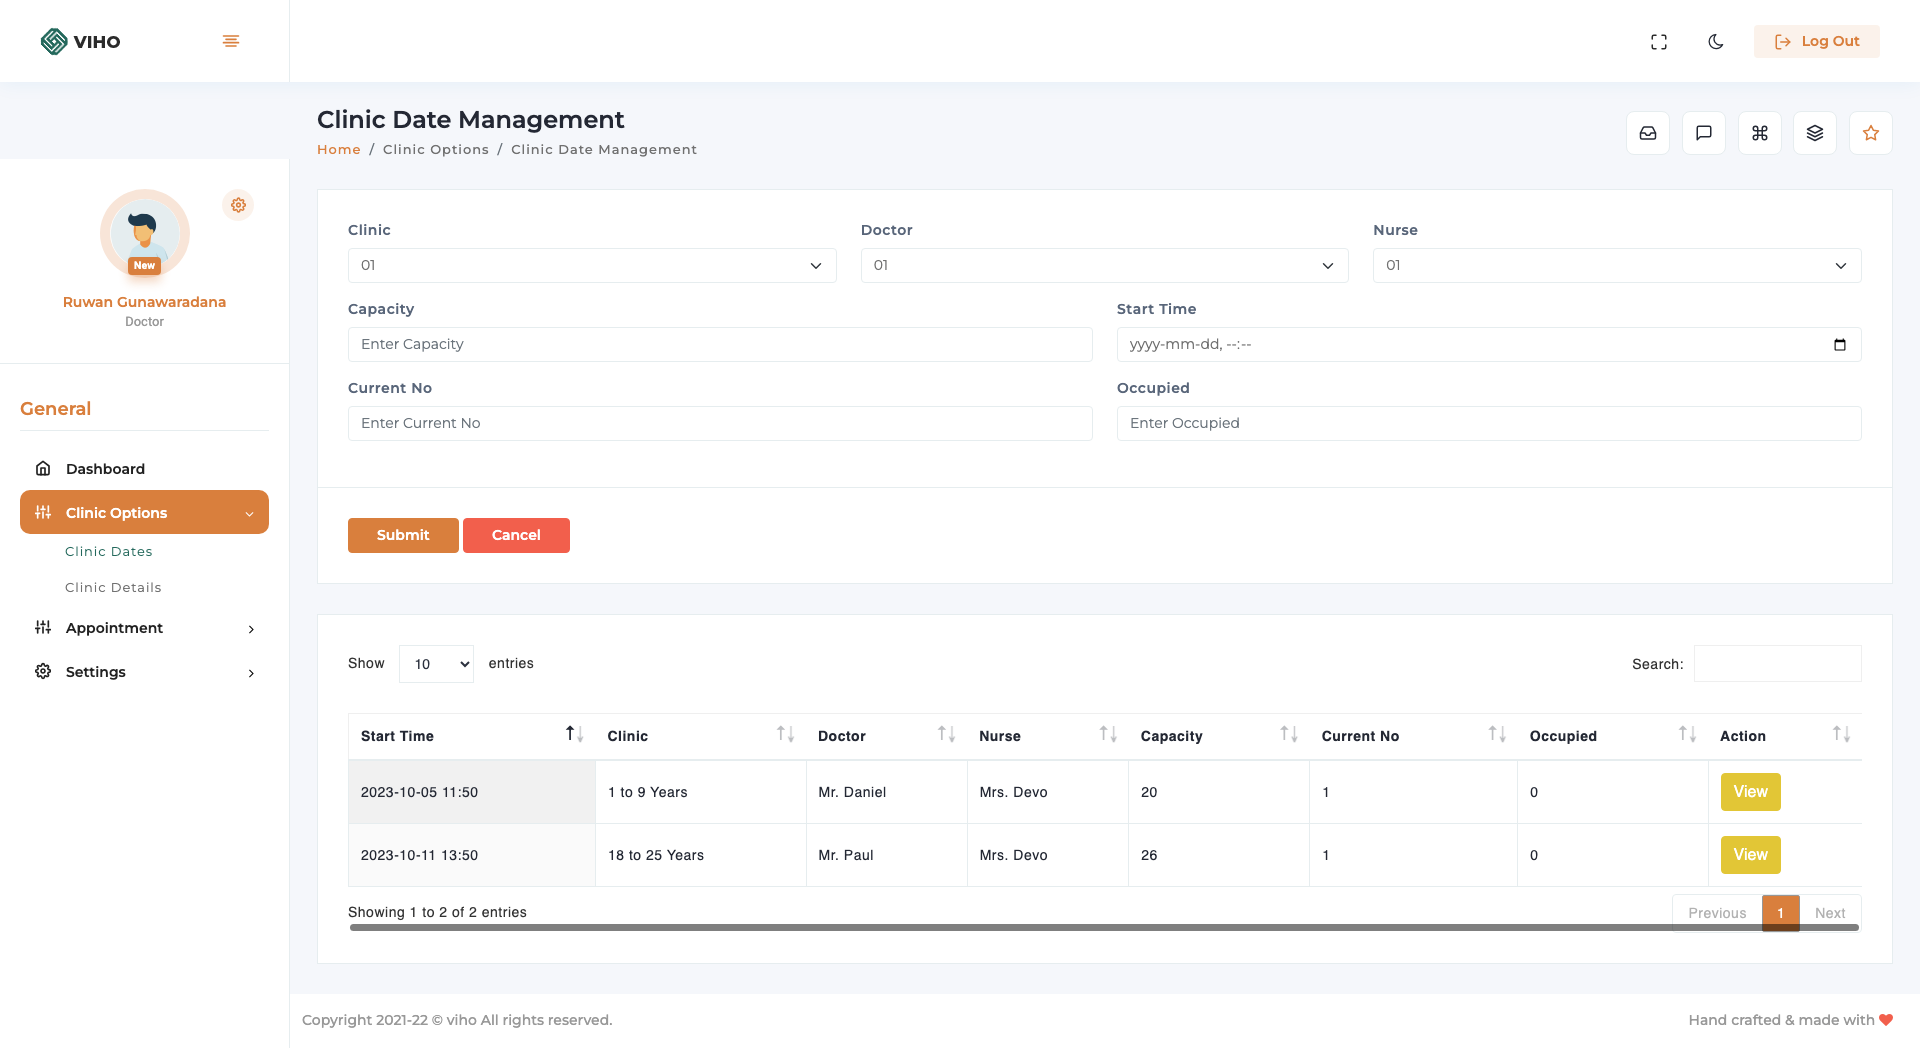 VIHO
Log Out
Clinic Date Management
Home / Clinic Options / Clinic Date Management
New
Ruwan Gunawaradana
Doctor
General
Dashboard
Clinic Options
Clinic Dates
Clinic Details
Appointment
Settings
Clinic Doctor Nurse
01 01 01
Capacity Start Time
Enter Capacity yyyy-mm-dd, --:--
Current No Occupied
Enter Current No Enter Occupied
Submit Cancel
Show 10 entries Search:
Start Time Clinic Doctor Nurse Capacity Current No Occupied Action
2023-10-05 11:50 1 to 9 Years Mr. Daniel Mrs. Devo 20 1 0 View
2023-10-11 13:50 18 to 25 Years Mr. Paul Mrs. Devo 26 1 0 View
Showing 1 to 2 of 2 entries Previous 1 Next
Copyright 2021-22 © viho All rights reserved. Hand crafted & made with